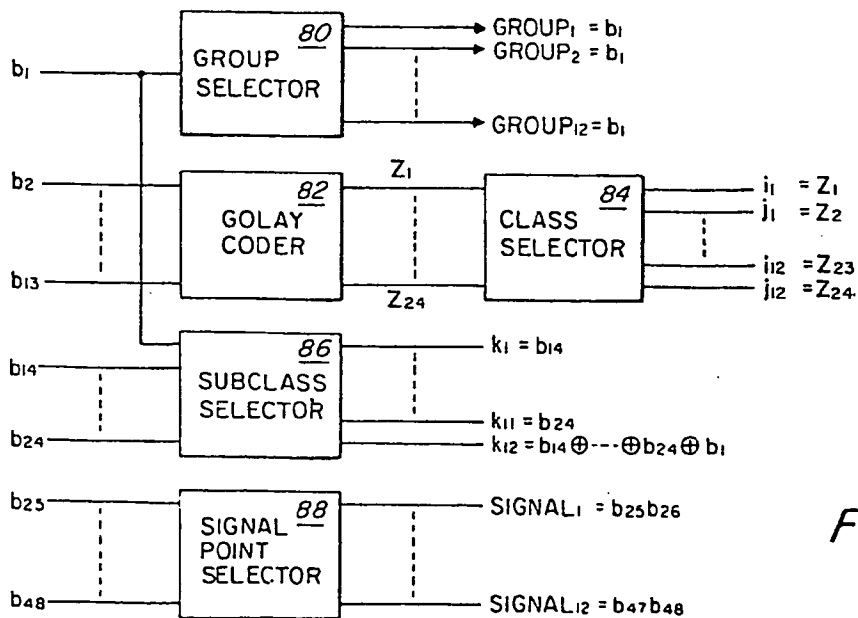 80
GROUP
SELECTOR
b1
GROUP1 = b1
GROUP2 = b1
GROUP12 = b1
b2
b13
82
GOLAY
CODER
Z1
Z24
84
CLASS
SELECTOR
i1 = Z1
j1 = Z2
i12 = Z23
j12 = Z24
b14
b24
86
SUBCLASS
SELECTOR
k1 = b14
k11 = b24
k12 = b14 ⊕ ---- ⊕ b24 ⊕ b1
b25
b48
88
SIGNAL
POINT
SELECTOR
SIGNAL1 = b25b26
SIGNAL12 = b47b48
F